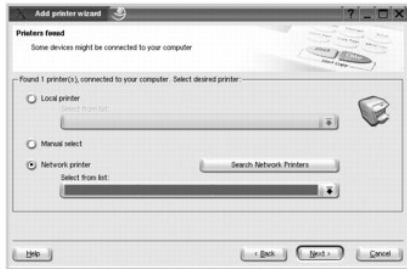 Add printer wizard
Printers found
Some devices might be connected to your computer
Found 1 printer(s), connected to your computer. Select desired printer:
Local printer
Select from list:
Manual select
Network printer
Search Network Printers
Select from list:
Help
< Back
Next >
Cancel